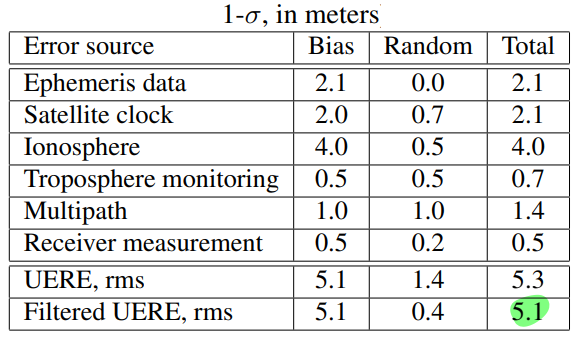 1-σ, in meters
Error source Bias Random Total
Ephemeris data 2.1 0.0 2.1
Satellite clock 2.0 0.7 2.1
Ionosphere 4.0 0.5 4.0
Troposphere monitoring 0.5 0.5 0.7
Multipath 1.0 1.0 1.4
Receiver measurement 0.5 0.2 0.5
UERE, rms 5.1 1.4 5.3
Filtered UERE, rms 5.1 0.4 5.1